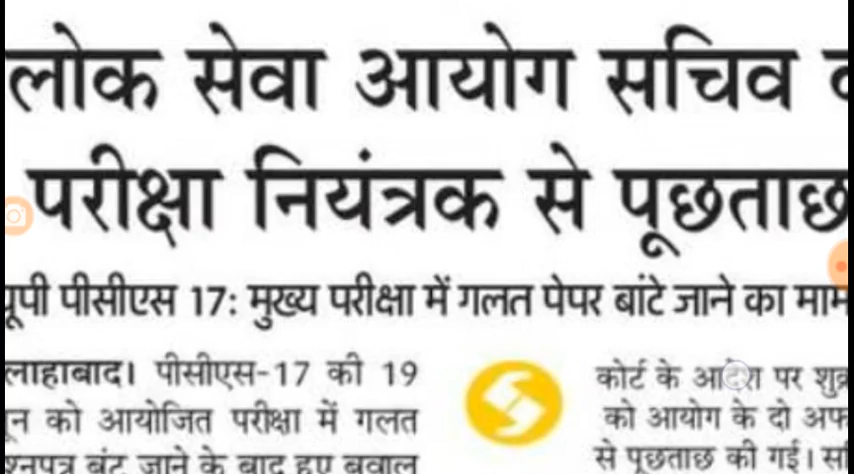 लोक सेवा आयोग सचिव
परीक्षा नियंत्रक से पूछताछ
पीसीएस 17: मुख्य परीक्षा में गलत पेपर बांटे जाने का
पीसीएस-17 की 19
को आयोजित परीक्षा में गलत
बंट जाने के बाद हुए बवाल
कोर्ट के पर
को आयोग के दो
से पूछताछ की गई।